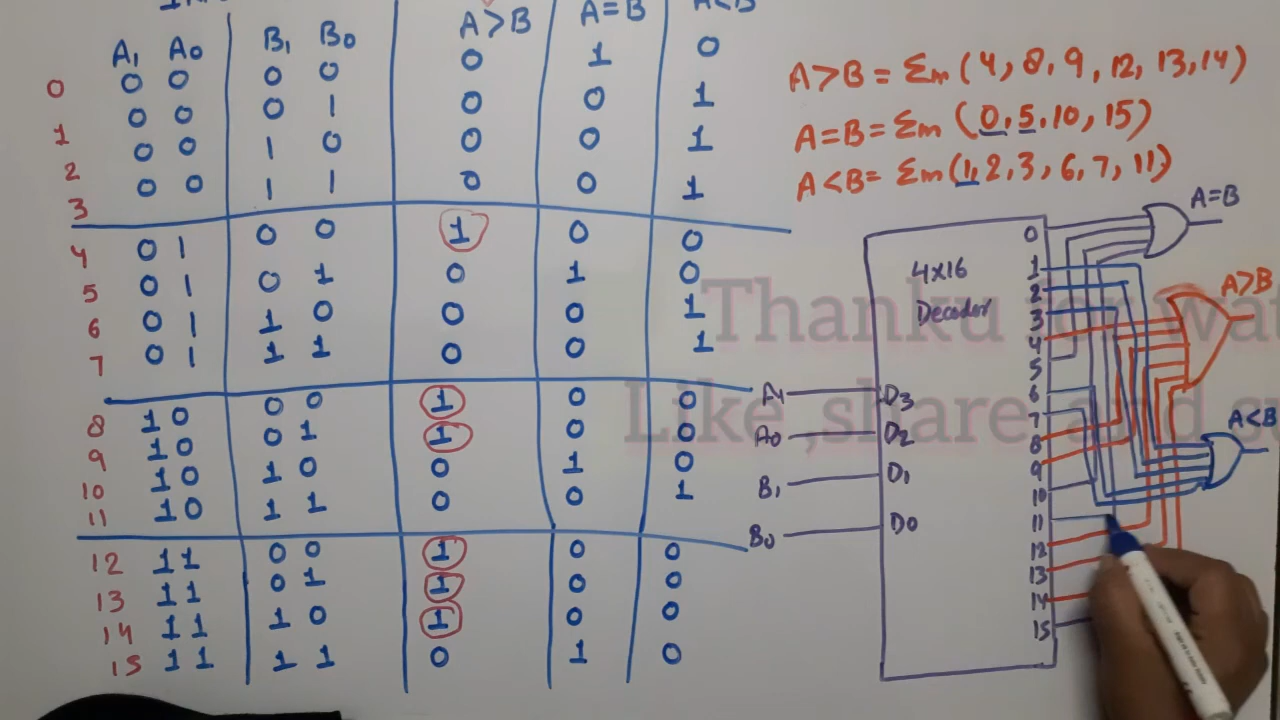 A>B A=B A<B
A1 A0 B1 B0
0 0 0 0 0 0 1 0
1 0 0 0 1 0 0 1
2 0 0 1 0 0 0 1
3 0 0 1 1 0 0 1
4 0 1 0 0 1 0 0
5 0 1 0 1 0 1 0
6 0 1 1 0 0 0 1
7 0 1 1 1 0 0 1
8 1 0 0 0 1 0 0
9 1 0 0 1 1 0 0
10 1 0 1 0 0 1 0
11 1 0 1 1 0 0 1
12 1 1 0 0 1 0 0
13 1 1 0 1 1 0 0
14 1 1 1 0 1 0 0
15 1 1 1 1 0 1 0
A>B = Σm (4, 8, 9, 12, 13, 14)
A=B = Σm (0, 5, 10, 15)
A<B = Σm (1, 2, 3, 6, 7, 11)
4x16
Decoder
A1 D3
A0 D2
B1 D1
B0 D0
0
1
2
3
4
5
6
7
8
9
10
11
12
13
14
15
A=B
A>B
A<B
Thanku for
Like ,share and